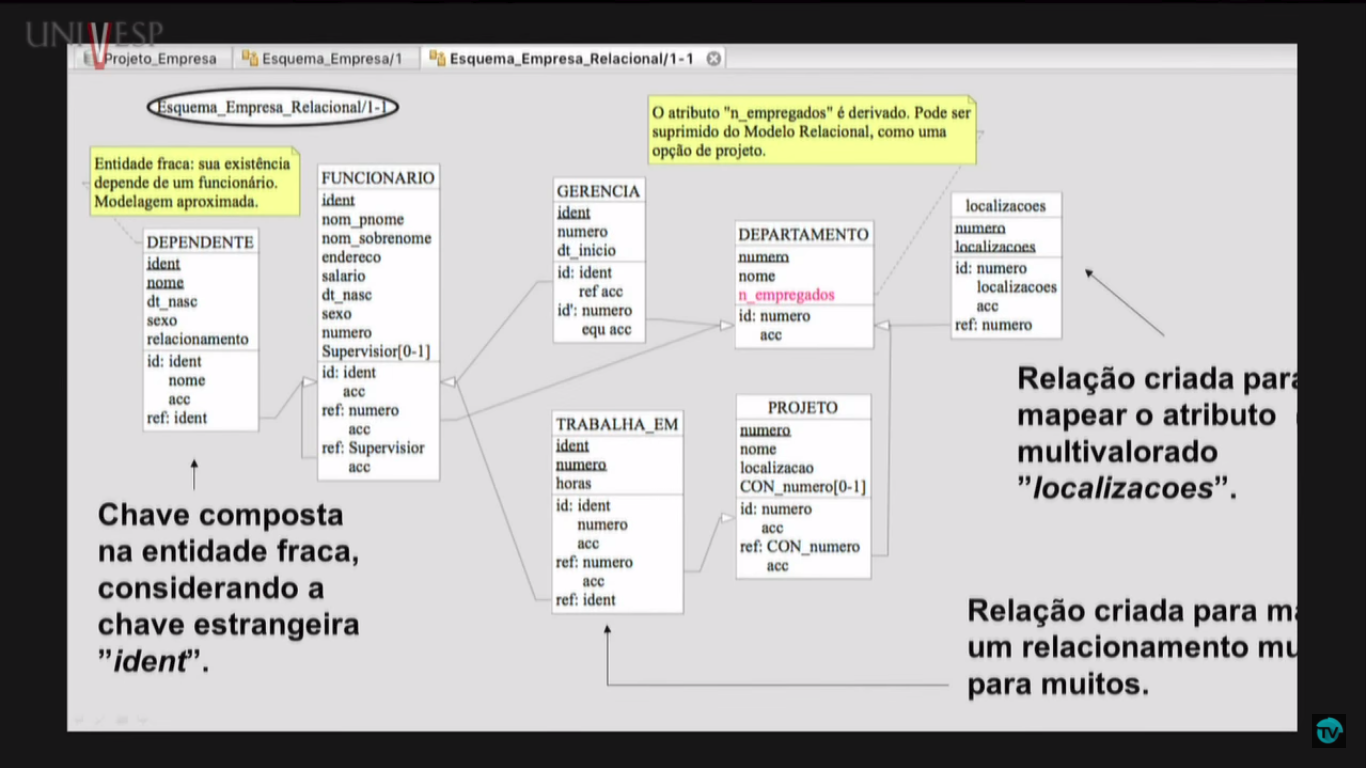 UNIVESP
Projeto_Empresa
Esquema_Empresa/1
Esquema_Empresa_Relacional/1-1
Esquema_Empresa_Relacional/1-1
O atributo "n_empregados" é derivado. Pode ser
suprimido do Modelo Relacional, como uma
opção de projeto.
Entidade fraca: sua existência
depende de um funcionário.
Modelagem aproximada.
DEPENDENTE
ident
nome
dt_nasc
sexo
relacionamento
id: ident
nome
acc
ref: ident
FUNCIONARIO
ident
nom_pnome
nom_sobrenome
endereco
salario
dt_nasc
sexo
numero
Supervisior[0-1]
id: ident
acc
ref: numero
acc
ref: Supervisior
acc
GERENCIA
ident
numero
dt_inicio
id: ident
ref acc
id': numero
equ acc
DEPARTAMENTO
numero
nome
n_empregados
id: numero
acc
localizacoes
numero
localizacoes
id: numero
localizacoes
acc
ref: numero
TRABALHA_EM
ident
numero
horas
id: ident
numero
acc
ref: numero
acc
ref: ident
PROJETO
numero
nome
localizacao
CON_numero[0-1]
id: numero
acc
ref: CON_numero
acc
Relação criada para
mapear o atributo
multivalorado
”localizacoes”.
Chave composta
na entidade fraca,
considerando a
chave estrangeira
”ident”.
Relação criada para ma
um relacionamento mu
para muitos.
TV